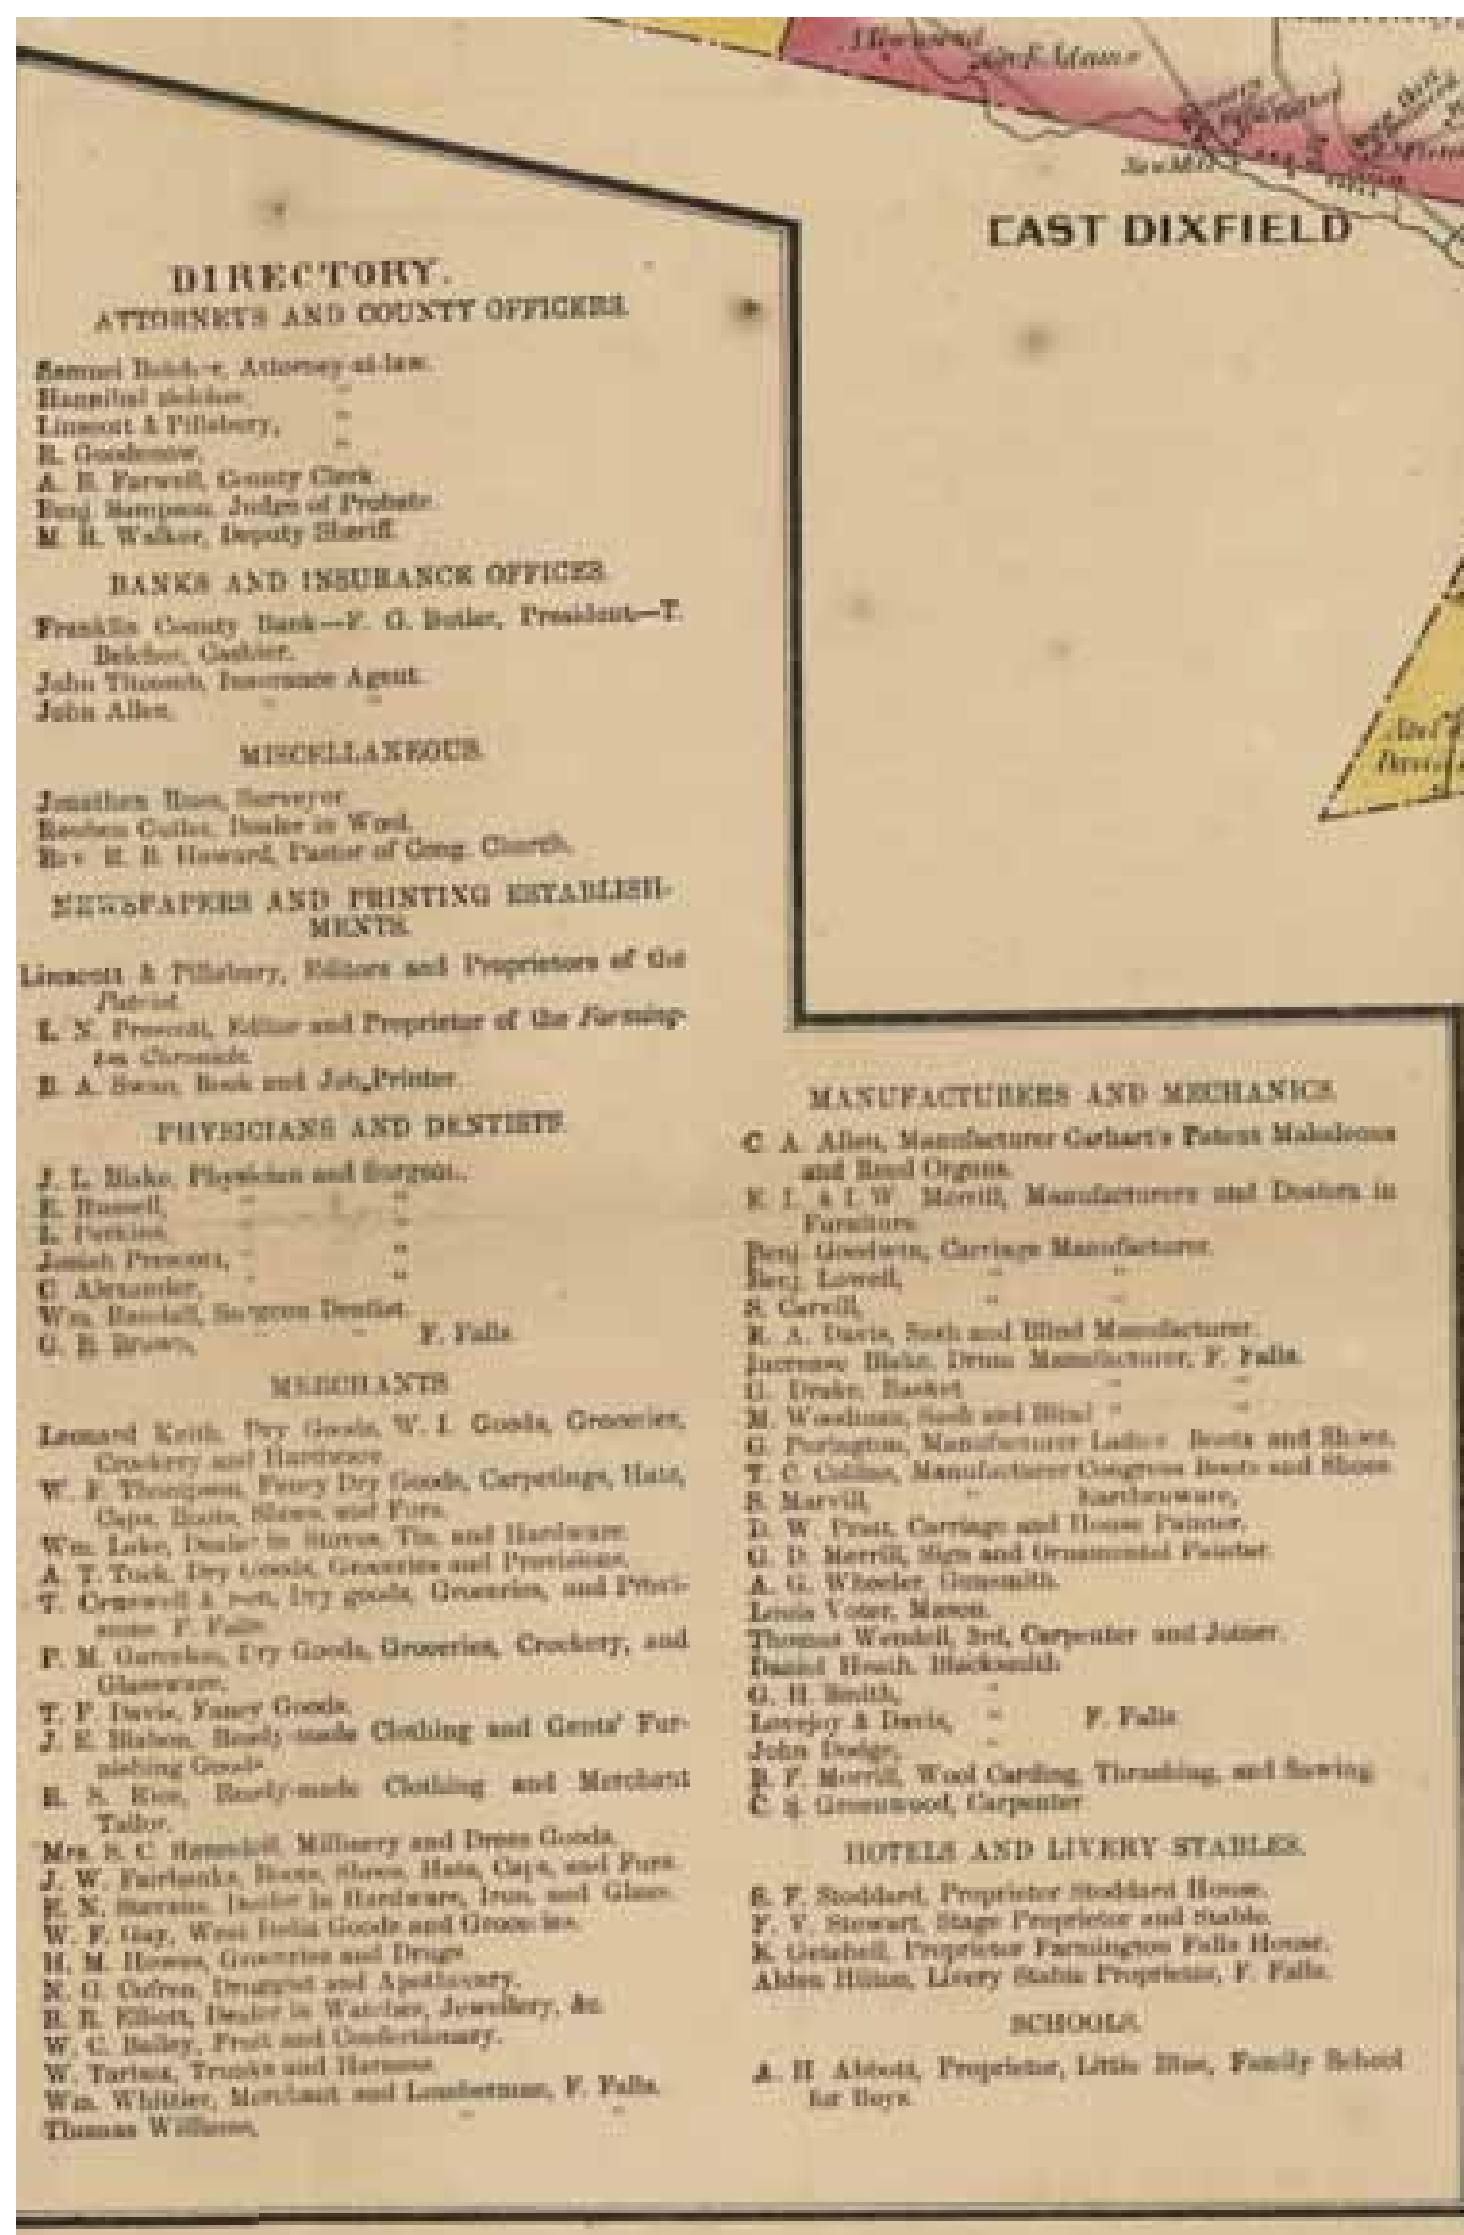 E. Adams
EAST DIXFIELD
DIRECTORY.
ATTORNEYS AND COUNTY OFFICERS.
Samuel Belcher, Attorney-at-law.
Hannibal Belcher, "
Linscott & Pillsbury, "
R. Goodenow, "
A. B. Farwell, County Clerk.
Benj. Sampson, Judge of Probate.
M. H. Walker, Deputy Sheriff.
BANKS AND INSURANCE OFFICES.
Franklin County Bank—F. G. Butler, President—T.
Belcher, Cashier.
John Titcomb, Insurance Agent.
John Allen, " "
MISCELLANEOUS.
Jonathan Russ, Surveyor.
Reuben Cutler, Dealer in Wool.
Rev. R. B. Howard, Pastor of Cong. Church.
NEWSPAPERS AND PRINTING ESTABLISH-
MENTS.
Linscott & Pillsbury, Editors and Proprietors of the
Patriot.
L. N. Prescott, Editor and Proprietor of the Farming-
ton Chronicle.
D. A. Swan, Book and Job Printer.
PHYSICIANS AND DENTISTS.
J. L. Blake, Physician and Surgeon.
E. Russell, " "
L. Perkins, " "
Josiah Prescott, " "
C. Alexander, " "
Wm. Randall, Surgeon Dentist.
G. B. Brown, " " F. Falls.
MERCHANTS.
Leonard Keith, Dry Goods, W. I. Goods, Groceries,
Crockery and Hardware.
W. F. Thompson, Fancy Dry Goods, Carpetings, Hats,
Caps, Boots, Shoes and Furs.
Wm. Lake, Dealer in Stoves, Tin, and Hardware.
A. T. Tuck, Dry Goods, Groceries and Provisions.
T. Croswell & Son, Dry goods, Groceries, and Provi-
sions, F. Falls.
P. M. Garcelon, Dry Goods, Groceries, Crockery, and
Glassware.
T. F. Davis, Fancy Goods.
J. E. Bisbon, Ready-made Clothing and Gents' Fur-
nishing Goods.
E. S. Rice, Ready-made Clothing and Merchant
Tailor.
Mrs. S. C. Millinery and Dress Goods.
J. W. Fairbanks, Boots, Shoes, Hats, Caps, and Furs.
E. N. Stevens, Dealer in Hardware, Iron, and Glass.
W. F. Gay, West India Goods and Groceries.
H. M. Howes, Groceries and Drugs.
N. G. Cofren, Druggist and Apothecary.
B. R. Elliott, Dealer in Watches, Jewellery, &c.
W. C. Bailey, Fruit and Confectionary.
W. Tarbox, Trunks and Harness.
Wm. Whittier, Merchant and Lumberman, F. Falls.
Thomas Williams, " "
MANUFACTURERS AND MECHANICS.
C. A. Allen, Manufacturer Carhart's Patent Melodeons
and Reed Organs.
E. I. & I. W. Merrill, Manufacturers and Dealers in
Furniture.
Benj. Goodwin, Carriage Manufacturer.
Benj. Lowell, " "
S. Carvill, " "
E. A. Davis, Sash and Blind Manufacturer.
Increase Blake, Drum Manufacturer, F. Falls.
G. Drake, Basket " "
M. Woodman, Sash and Blind " "
G. Purington, Manufacturer Ladies Boots and Shoes.
T. C. Collins, Manufacturer Congress Boots and Shoes.
S. Marvill, " Earthenware,
D. W. Pratt, Carriage and House Painter.
G. D. Merrill, Sign and Ornamental Painter.
A. G. Wheeler, Gunsmith.
Louis Voter, Mason.
Thomas Wendell, 3rd, Carpenter and Joiner.
Daniel Heath, Blacksmith.
G. H. Smith, "
Lovejoy & Davis, " F. Falls.
John Dodge, "
B. F. Morrill, Wool Carding, Thrashing, and Sawing.
C. S. Greenwood, Carpenter.
HOTELS AND LIVERY STABLES.
S. F. Stoddard, Proprietor Stoddard House.
F. V. Stewart, Stage Proprietor and Stable.
K. Getchell, Proprietor Farmington Falls House.
Alden Hilton, Livery Stable Proprietor, F. Falls.
SCHOOLS.
A. H. Abbott, Proprietor, Little Blue, Family School
for Boys.